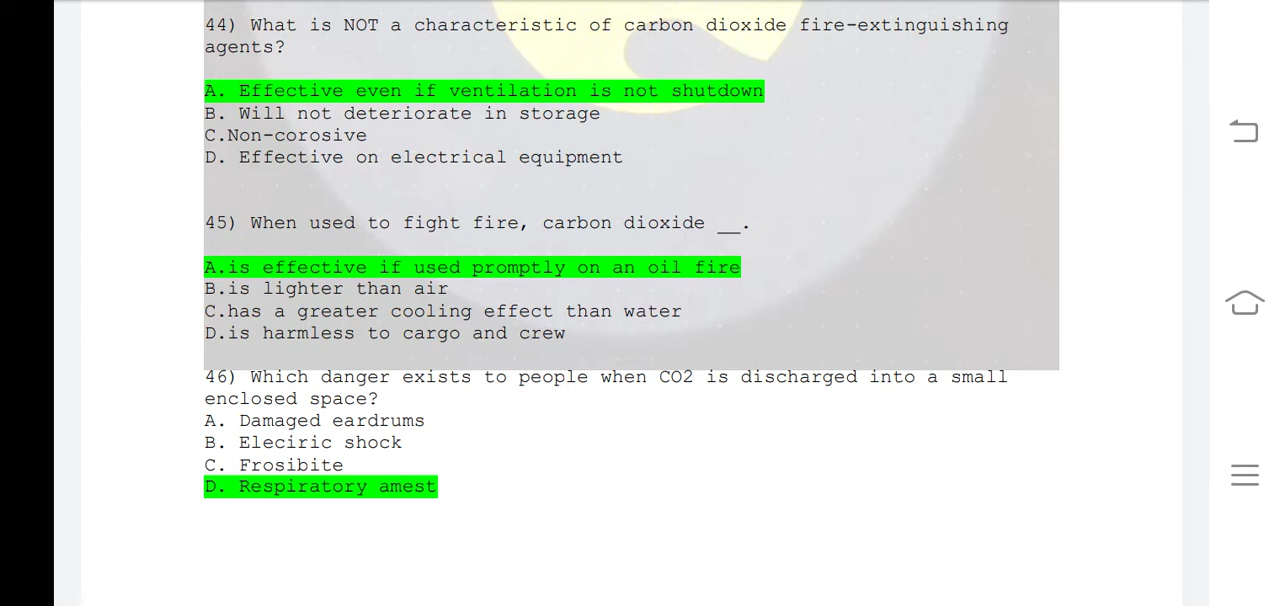 44) What is NOT a characteristic of carbon dioxide fire-extinguishing
agents?
A. Effective even if ventilation is not shutdown
B. Will not deteriorate in storage
C.Non-corosive
D. Effective on electrical equipment
45) When used to fight fire, carbon dioxide __.
A.is effective if used promptly on an oil fire
B.is lighter than air
C.has a greater cooling effect than water
D.is harmless to cargo and crew
46) Which danger exists to people when CO2 is discharged into a small
enclosed space?
A. Damaged eardrums
B. Eleciric shock
C. Frosibite
D. Respiratory amest